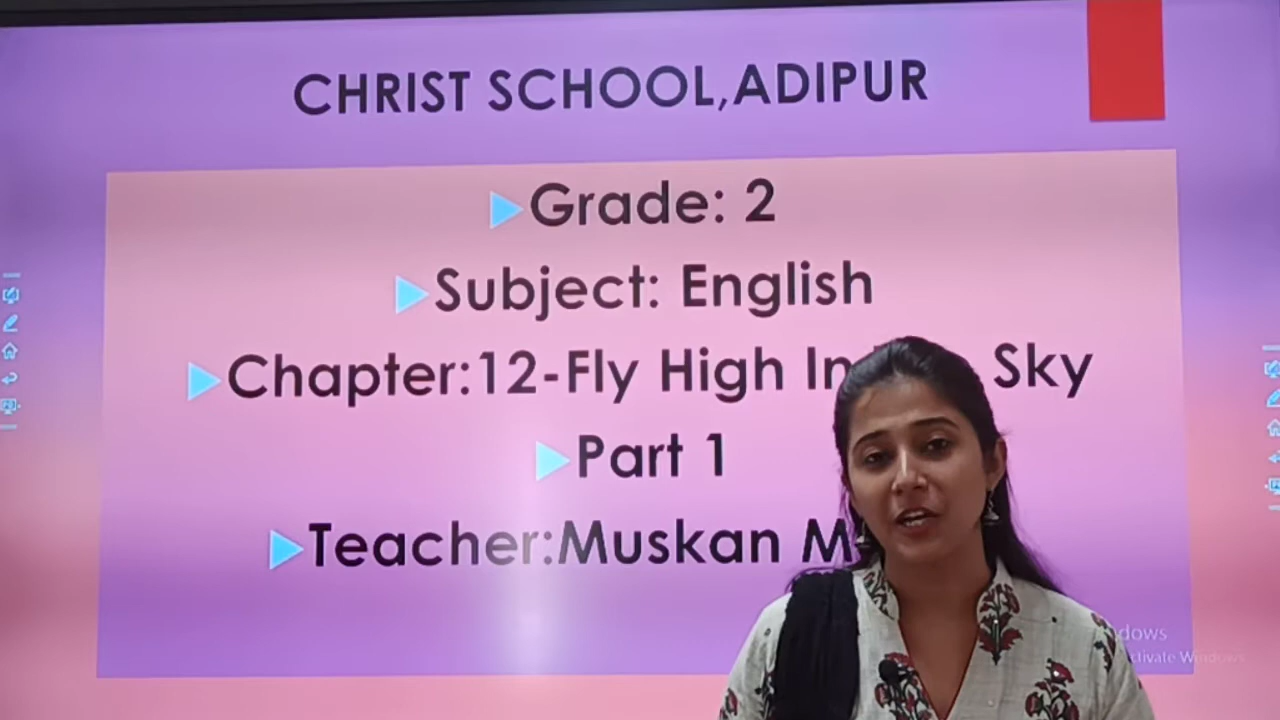 CHRIST SCHOOL,ADIPUR
Grade: 2
Subject: English
Chapter:12-Fly High In Sky
Part 1
Teacher:Muskan M